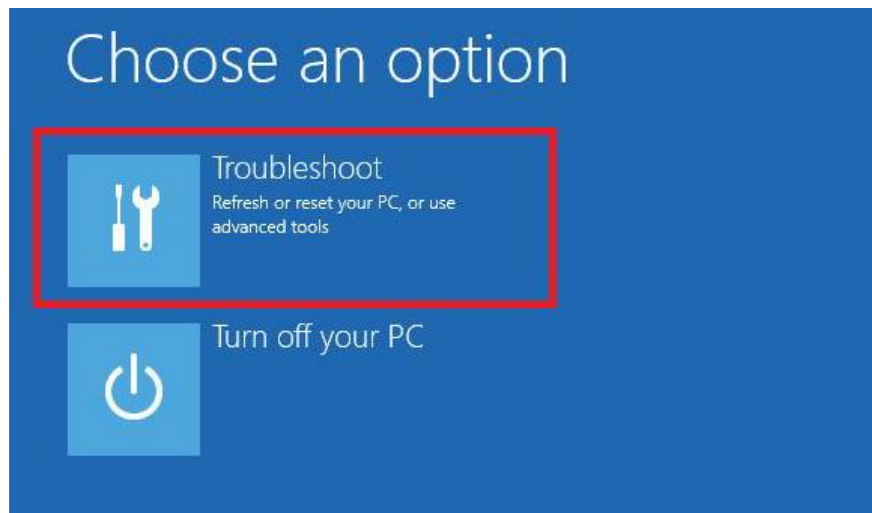 Choose an option
Troubleshoot
Refresh or reset your PC, or use
advanced tools
Turn off your PC